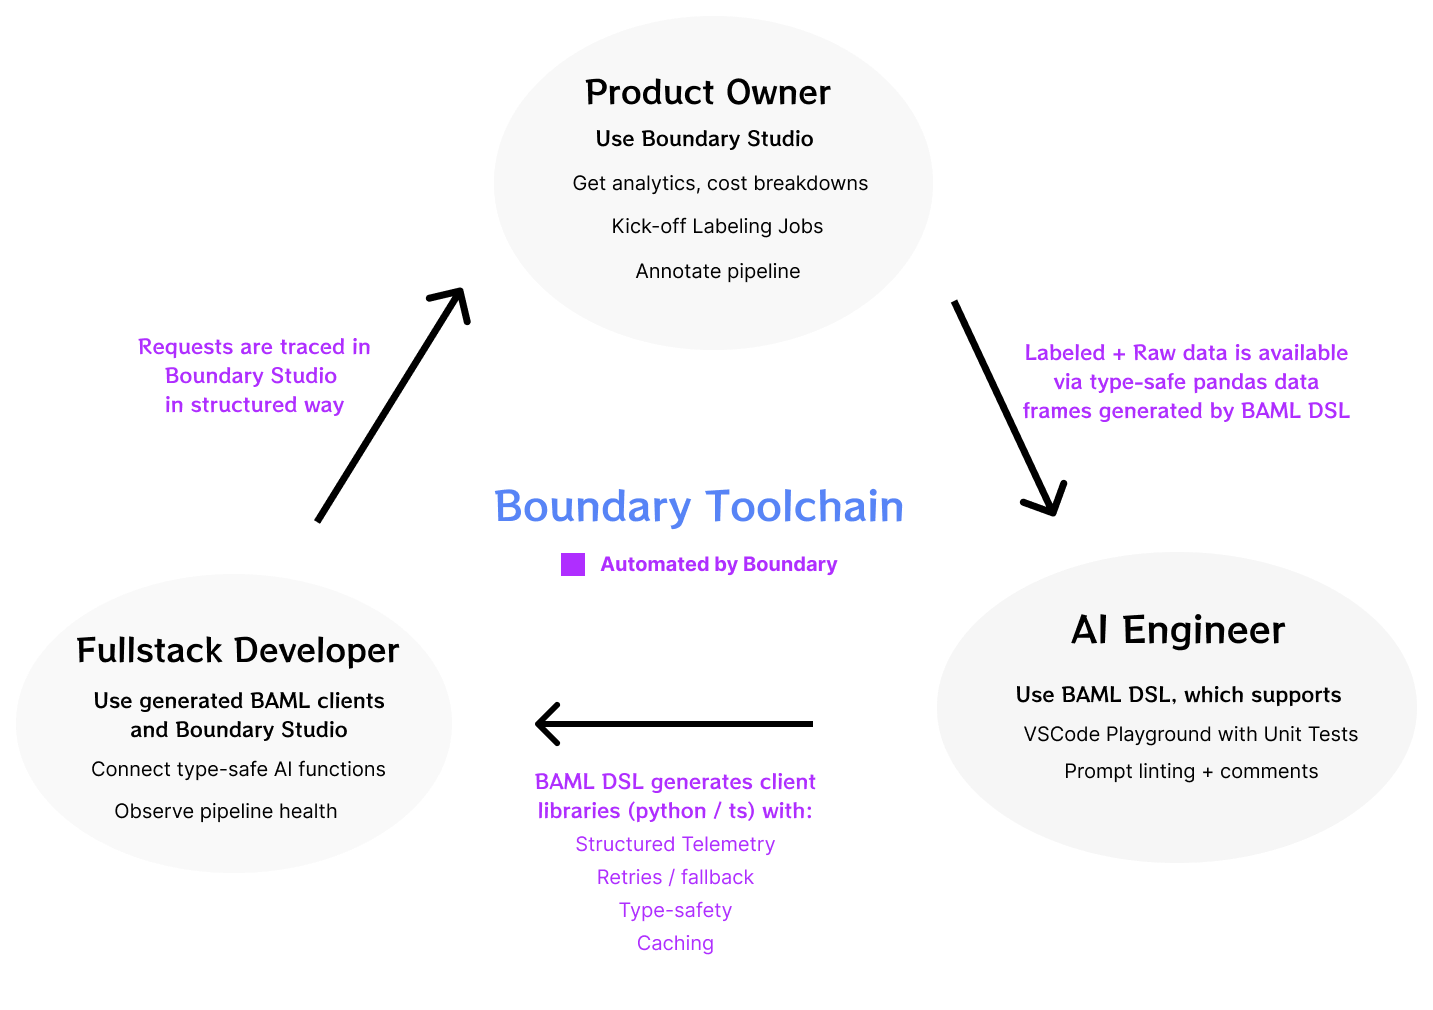 Product Owner
Use Boundary Studio
Get analytics, cost breakdowns
Kick-off Labeling Jobs
Annotate pipeline
Requests are traced in
Boundary Studio
in structured way
Labeled + Raw data is available
via type-safe pandas data
frames generated by BAML DSL
Boundary Toolchain
Automated by Boundary
Fullstack Developer
Use generated BAML clients
and Boundary Studio
Connect type-safe AI functions
Observe pipeline health
AI Engineer
Use BAML DSL, which supports
VSCode Playground with Unit Tests
Prompt linting + comments
BAML DSL generates client
libraries (python / ts) with:
Structured Telemetry
Retries / fallback
Type-safety
Caching